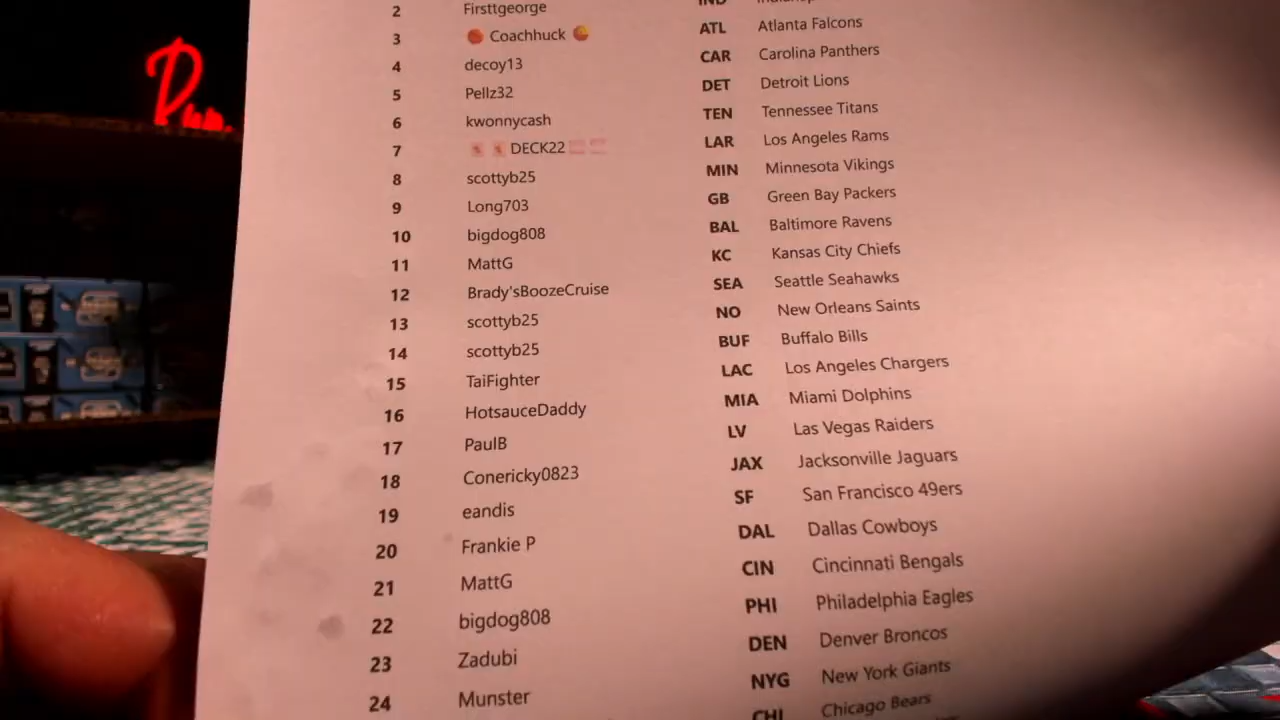 2 Firsttgeorge IND
3 Coachhuck ATL Atlanta Falcons
4 decoy13 CAR Carolina Panthers
5 Pellz32 DET Detroit Lions
6 kwonnycash TEN Tennessee Titans
7 DECK22 LAR Los Angeles Rams
8 scottyb25 MIN Minnesota Vikings
9 Long703 GB Green Bay Packers
10 bigdog808 BAL Baltimore Ravens
11 MattG KC Kansas City Chiefs
12 Brady'sBoozeCruise SEA Seattle Seahawks
13 scottyb25 NO New Orleans Saints
14 scottyb25 BUF Buffalo Bills
15 TaiFighter LAC Los Angeles Chargers
16 HotsauceDaddy MIA Miami Dolphins
17 PaulB LV Las Vegas Raiders
18 Conericky0823 JAX Jacksonville Jaguars
19 eandis SF San Francisco 49ers
20 Frankie P DAL Dallas Cowboys
21 MattG CIN Cincinnati Bengals
22 bigdog808 PHI Philadelphia Eagles
23 Zadubi DEN Denver Broncos
24 Munster NYG New York Giants
CHI Chicago Bears